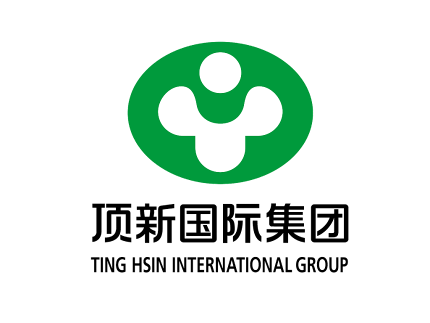 顶新国际集团
TING HSIN INTERNATIONAL GROUP